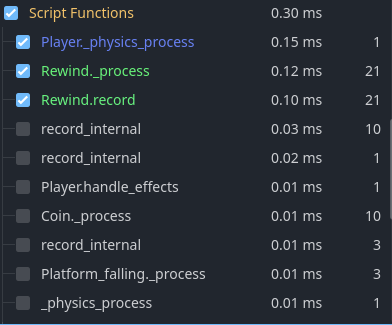 Script Functions 0.30 ms
Player._physics_process 0.15 ms 1
Rewind._process 0.12 ms 21
Rewind.record 0.10 ms 21
record_internal 0.03 ms 10
record_internal 0.02 ms 1
Player.handle_effects 0.01 ms 1
Coin._process 0.01 ms 10
record_internal 0.01 ms 3
Platform_falling._process 0.01 ms 3
_physics_process 0.01 ms 1